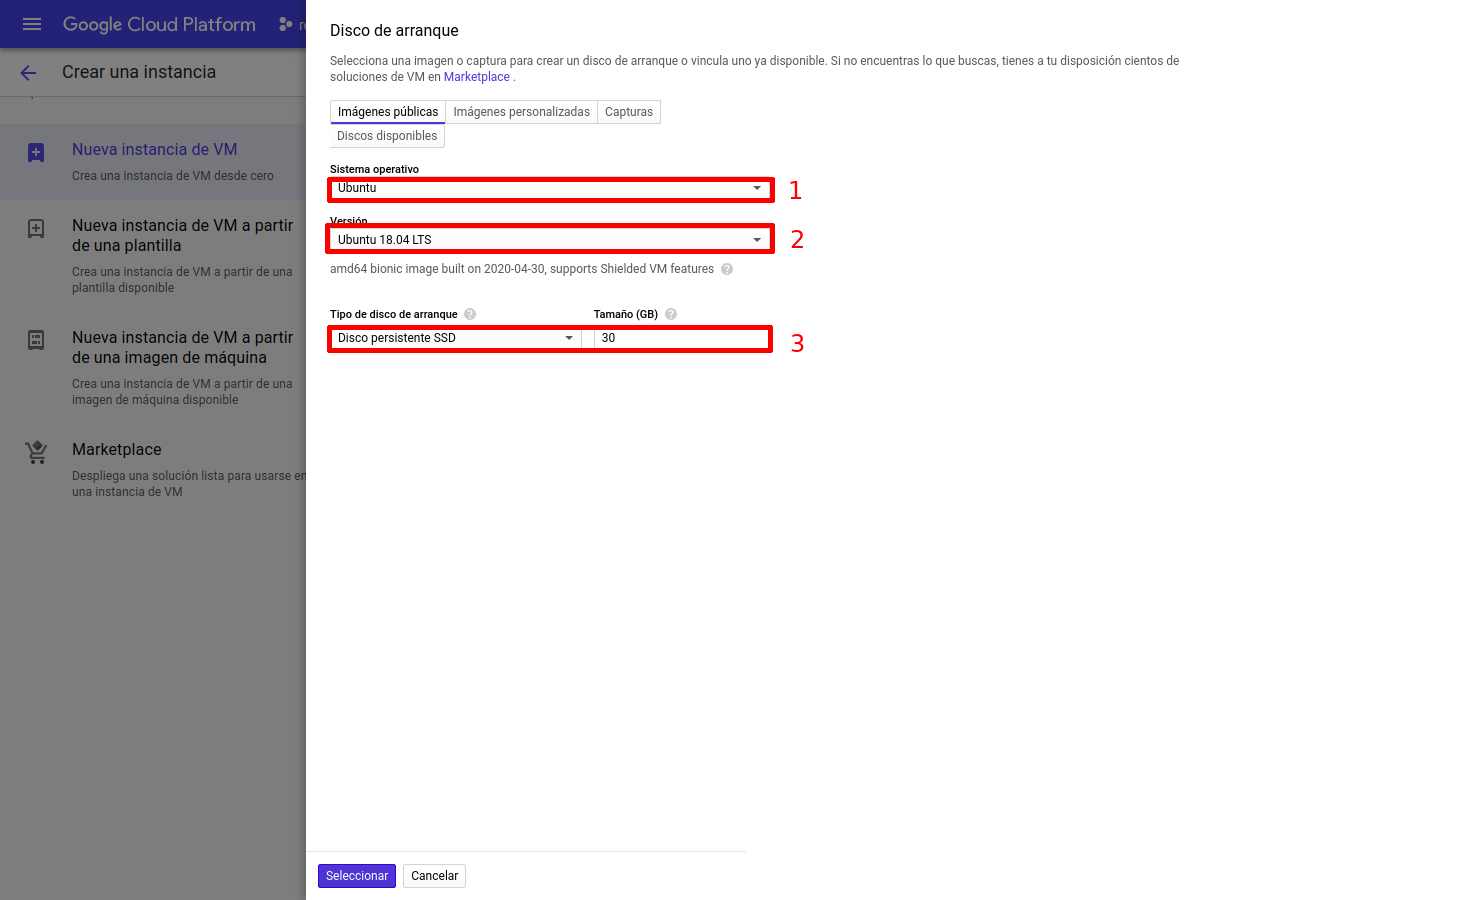 Google Cloud Platform
Crear una instancia
Nueva instancia de VM
Crea una instancia de VM desde cero
Nueva instancia de VM a partir
de una plantilla
Crea una instancia de VM a partir de una
plantilla disponible
Nueva instancia de VM a partir
de una imagen de máquina
Crea una instancia de VM a partir de una
imagen de máquina disponible
Marketplace
Despliega una solución lista para usarse en
una instancia de VM
Disco de arranque
Selecciona una imagen o captura para crear un disco de arranque o vincula uno ya disponible. Si no encuentras lo que buscas, tienes a tu disposición cientos de
soluciones de VM en Marketplace .
Imágenes públicas Imágenes personalizadas Capturas
Discos disponibles
Sistema operativo
Ubuntu 1
Versión
Ubuntu 18.04 LTS 2
amd64 bionic image built on 2020-04-30, supports Shielded VM features ?
Tipo de disco de arranque ? Tamaño (GB) ?
Disco persistente SSD 30 3
Seleccionar Cancelar